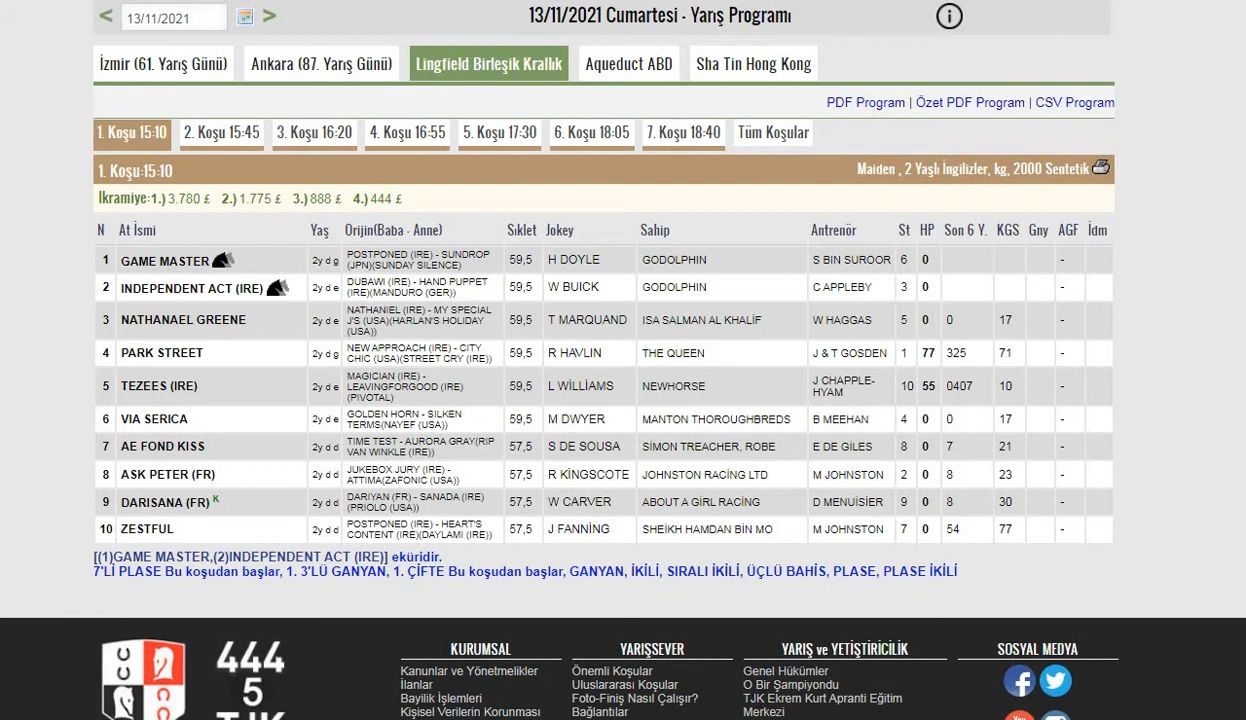 < 13/11/2021 > 13/11/2021 Cumartesi - Yarış Programı
İzmir (61. Yarış Günü) Ankara (87. Yarış Günü) Lingfield Birleşik Krallık Aqueduct ABD Sha Tin Hong Kong
PDF Program | Özet PDF Program | CSV Program
1. Koşu 15:10 2. Koşu 15:45 3. Koşu 16:20 4. Koşu 16:55 5. Koşu 17:30 6. Koşu 18:05 7. Koşu 18:40 Tüm Koşular
1. Koşu:15:10 Maiden , 2 Yaşlı İngilizler, kg, 2000 Sentetik
İkramiye:1.) 3.780 £ 2.) 1.775 £ 3.) 888 £ 4.) 444 £
N At İsmi Yaş Orijin(Baba - Anne) Sıklet Jokey Sahip Antrenör St HP Son 6 Y. KGS Gny AGF İdm
1 GAME MASTER 2y d g POSTPONED (IRE) - SUNDROP (JPN)(SUNDAY SILENCE) 59,5 H DOYLE GODOLPHIN S BIN SUROOR 6 0 -
2 INDEPENDENT ACT (IRE) 2y d e DUBAWI (IRE) - HAND PUPPET (IRE)(MANDURO (GER)) 59,5 W BUICK GODOLPHIN C APPLEBY 3 0 -
3 NATHANAEL GREENE 2y d e NATHANIEL (IRE) - MY SPECIAL J'S (USA)(HARLAN'S HOLIDAY (USA)) 59,5 T MARQUAND ISA SALMAN AL KHALİF W HAGGAS 5 0 0 17 -
4 PARK STREET 2y d g NEW APPROACH (IRE) - CITY CHIC (USA)(STREET CRY (IRE)) 59,5 R HAVLIN THE QUEEN J & T GOSDEN 1 77 325 71 -
5 TEZEES (IRE) 2y d e MAGICIAN (IRE) - LEAVINGFORGOOD (IRE)(PIVOTAL) 59,5 L WİLLİAMS NEWHORSE J CHAPPLE-HYAM 10 55 0407 10 -
6 VIA SERICA 2y d e GOLDEN HORN - SILKEN TERMS(NAYEF (USA)) 59,5 M DWYER MANTON THOROUGHBREDS B MEEHAN 4 0 0 17 -
7 AE FOND KISS 2y d d TIME TEST - AURORA GRAY(RIP VAN WINKLE (IRE)) 57,5 S DE SOUSA SİMON TREACHER, ROBE E DE GİLES 8 0 7 21 -
8 ASK PETER (FR) 2y d d JUKEBOX JURY (IRE) - ATTIMA(ZAFONIC (USA)) 57,5 R KİNGSCOTE JOHNSTON RACİNG LTD M JOHNSTON 2 0 8 23 -
9 DARISANA (FR) K 2y d d DARIYAN (FR) - SANADA (IRE)(PRIOLO (USA)) 57,5 W CARVER ABOUT A GİRL RACİNG D MENUİSİER 9 0 8 30 -
10 ZESTFUL 2y d d POSTPONED (IRE) - HEART'S CONTENT (IRE)(DAYLAMI (IRE)) 57,5 J FANNİNG SHEİKH HAMDAN BİN MO M JOHNSTON 7 0 54 77 -
[(1)GAME MASTER,(2)INDEPENDENT ACT (IRE)] eküridir.
7'Lİ PLASE Bu koşudan başlar, 1. 3'LÜ GANYAN, 1. ÇİFTE Bu koşudan başlar, GANYAN, İKİLİ, SIRALI İKİLİ, ÜÇLÜ BAHİS, PLASE, PLASE İKİLİ
444
5
TJK
KURUMSAL YARIŞSEVER YARIŞ ve YETİŞTİRİCİLİK SOSYAL MEDYA
Kanunlar ve Yönetmelikler Önemli Koşular Genel Hükümler
İlanlar Uluslararası Koşular O Bir Şampiyondu
Bayilik İşlemleri Foto-Finiş Nasıl Çalışır? TJK Ekrem Kurt Apranti Eğitim
Kişisel Verilerin Korunması Bağlantılar Merkezi